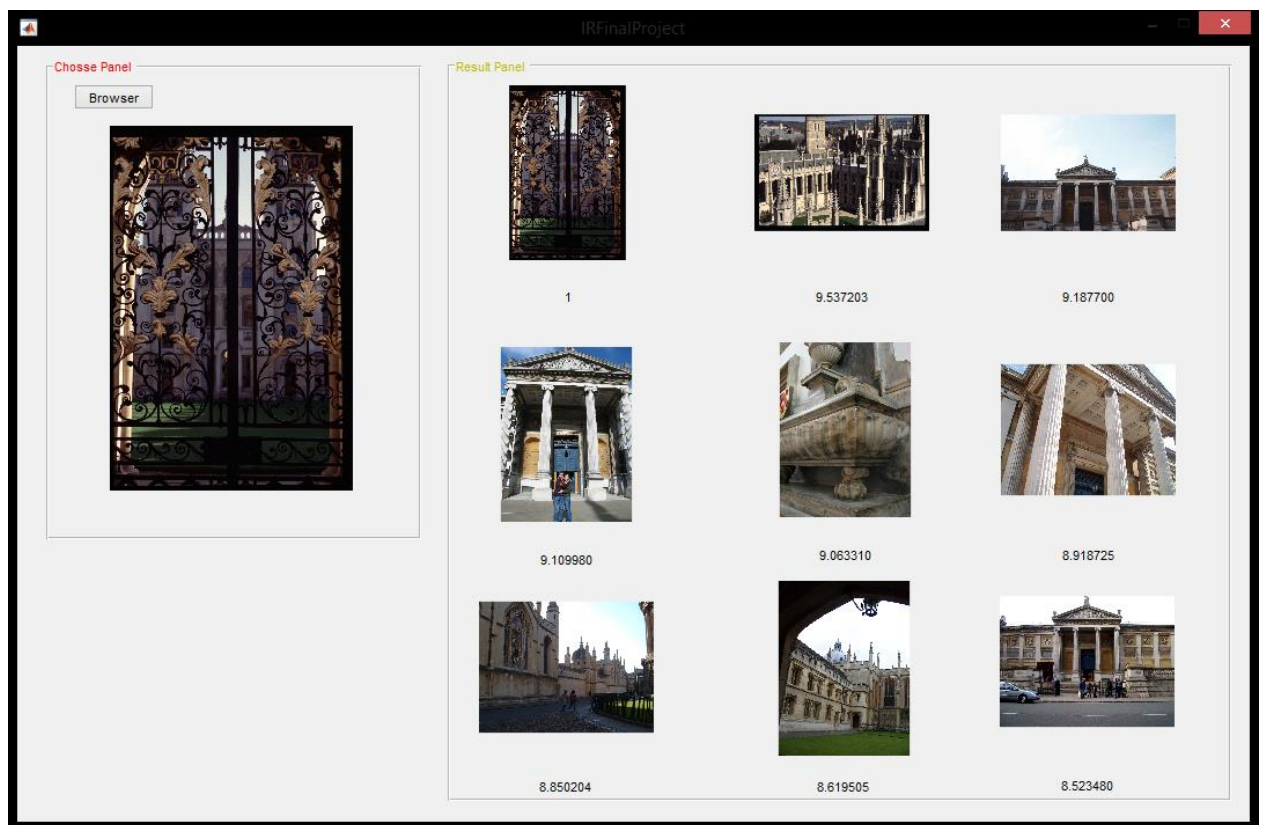 IRFinalProject
Chosse Panel
Browser
Result Panel
1
9.537203
9.187700
9.109980
9.063310
8.918725
8.850204
8.619505
8.523480